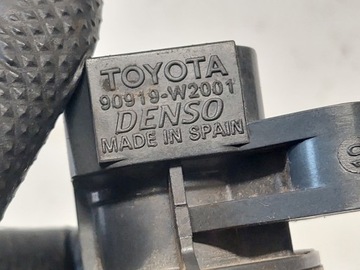 TOYOTA
90919-W2001
DENSO
MADE IN SPAIN